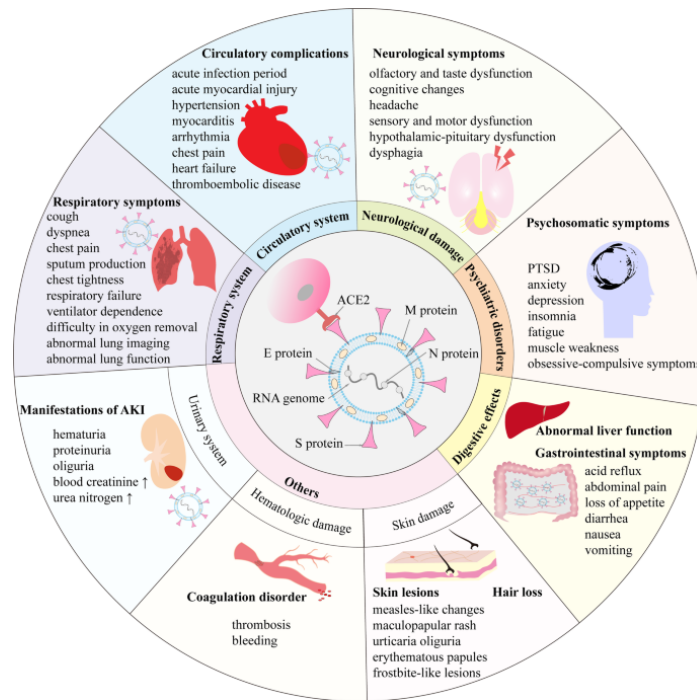 Circulatory complications
acute infection period
acute myocardial injury
hypertension
myocarditis
arrhythmia
chest pain
heart failure
thromboembolic disease
Neurological symptoms
olfactory and taste dysfunction
cognitive changes
headache
sensory and motor dysfunction
hypothalamic-pituitary dysfunction
dysphagia
Respiratory symptoms
cough
dyspnea
chest pain
sputum production
chest tightness
respiratory failure
ventilator dependence
difficulty in oxygen removal
abnormal lung imaging
abnormal lung function
Psychosomatic symptoms
PTSD
anxiety
depression
insomnia
fatigue
muscle weakness
obsessive-compulsive symptoms
Circulatory system
Neurological damage
Respiratory system
Psychiatric disorders
ACE2
M protein
E protein
N protein
RNA genome
S protein
Manifestations of AKI
hematuria
proteinuria
oliguria
blood creatinine ↑
urea nitrogen ↑
Urinary system
Digestive effects
Abnormal liver function
Gastrointestinal symptoms
acid reflux
abdominal pain
loss of appetite
diarrhea
nausea
vomiting
Others
Hematologic damage
Skin damage
Coagulation disorder
thrombosis
bleeding
Skin lesions
Hair loss
measles-like changes
maculopapular rash
urticaria oliguria
erythematous papules
frostbite-like lesions